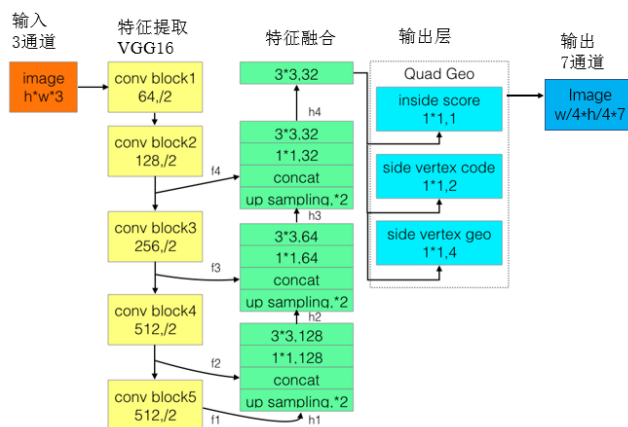 输入
3通道
image
h*w*3
特征提取
VGG16
conv block1
64,/2
conv block2
128,/2
conv block3
256,/2
conv block4
512,/2
conv block5
512,/2
f4
f3
f2
f1
特征融合
3*3,32
h4
3*3,32
1*1,32
concat
up sampling,*2
h3
3*3,64
1*1,64
concat
up sampling,*2
h2
3*3,128
1*1,128
concat
up sampling,*2
h1
输出层
Quad Geo
inside score
1*1,1
side vertex code
1*1,2
side vertex geo
1*1,4
输出
7通道
Image
w/4*h/4*7